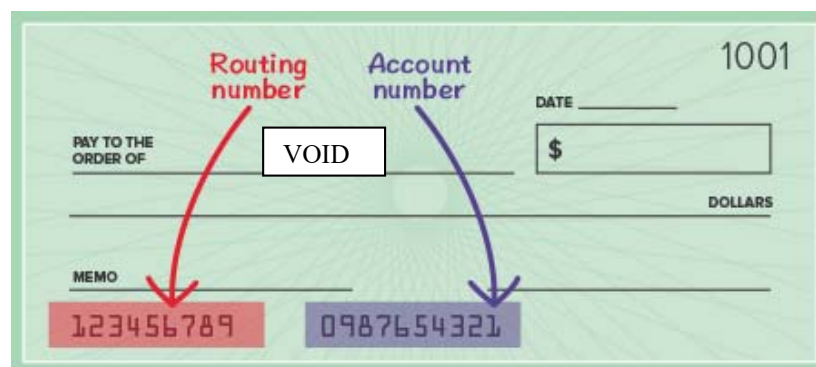 1001
Routing
number
Account
number
DATE
PAY TO THE
ORDER OF
VOID
$
DOLLARS
MEMO
123456789 0987654321